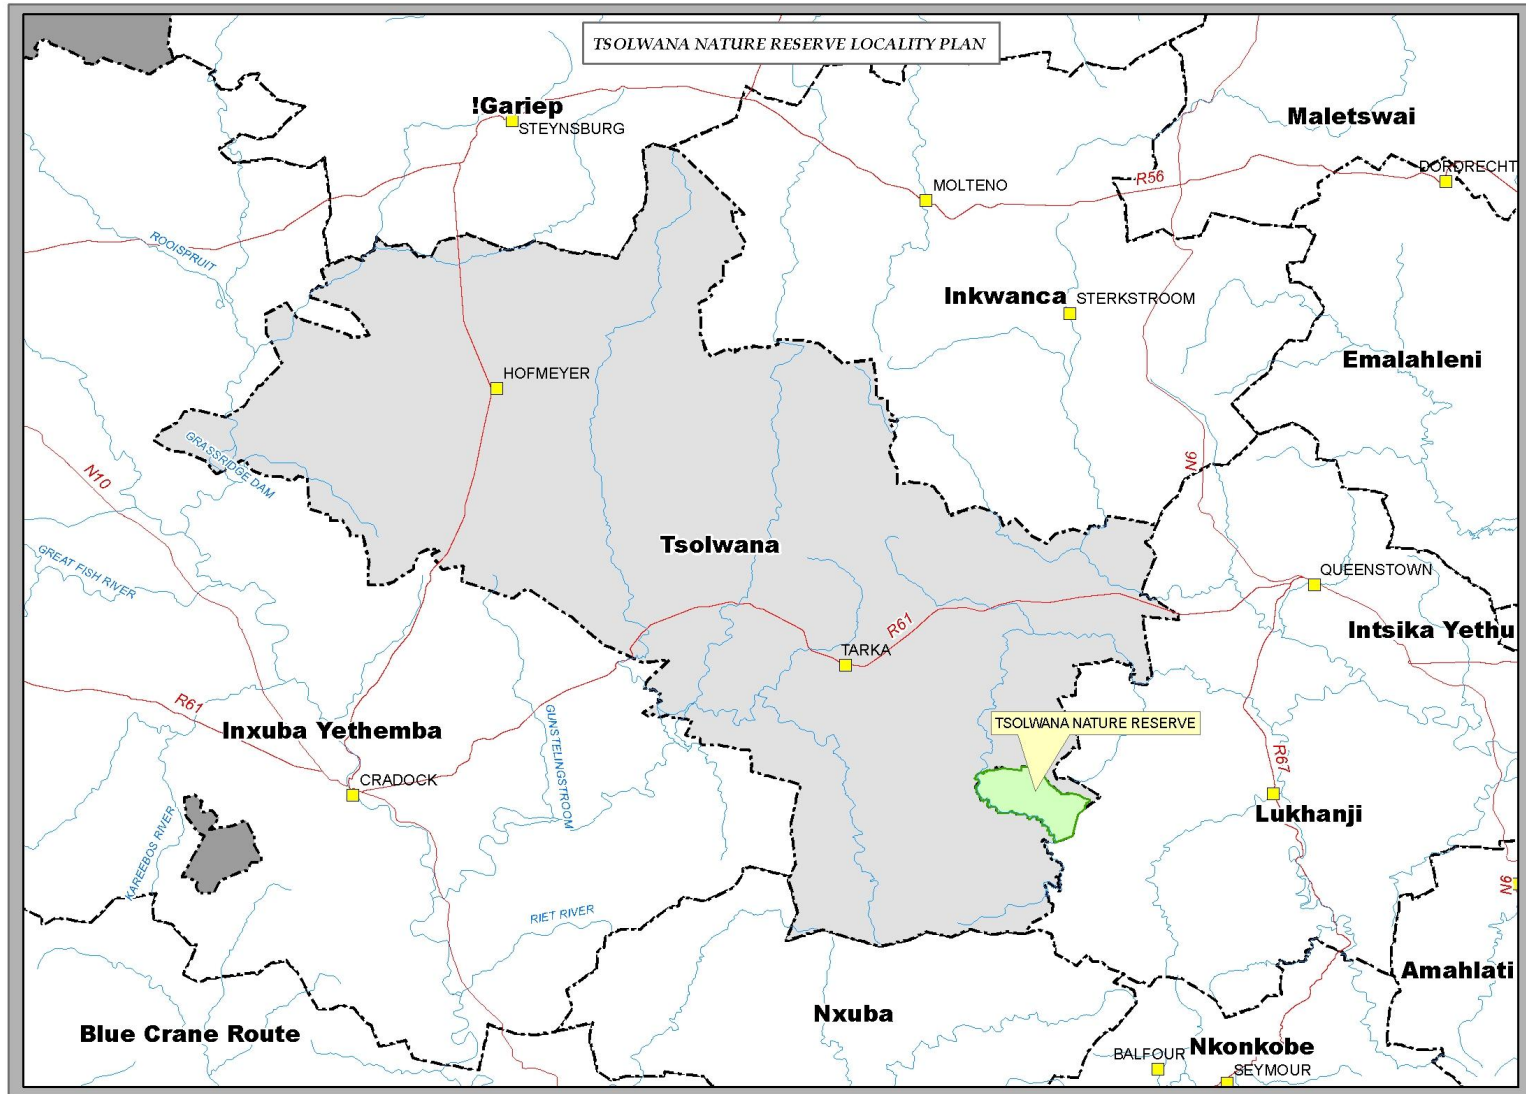 TSOLWANA NATURE RESERVE LOCALITY PLAN
!Gariep
STEYNSBURG
Maletswai
DORDRECHT
R56
MOLTENO
ROOISPRUIT
Inkwanca
STERKSTROOM
Emalahleni
HOFMEYER
GRASSRIDGE DAM
N10
N6
GREAT FISH RIVER
Tsolwana
QUEENSTOWN
Intsika Yethu
R61
TARKA
R61
Inxuba Yethemba
GUNSTELINGSTROOM
TSOLWANA NATURE RESERVE
R67
CRADOCK
Lukhanji
KAREEBOS RIVER
N6
RIET RIVER
Amahlati
Nxuba
Blue Crane Route
Nkonkobe
BALFOUR
SEYMOUR